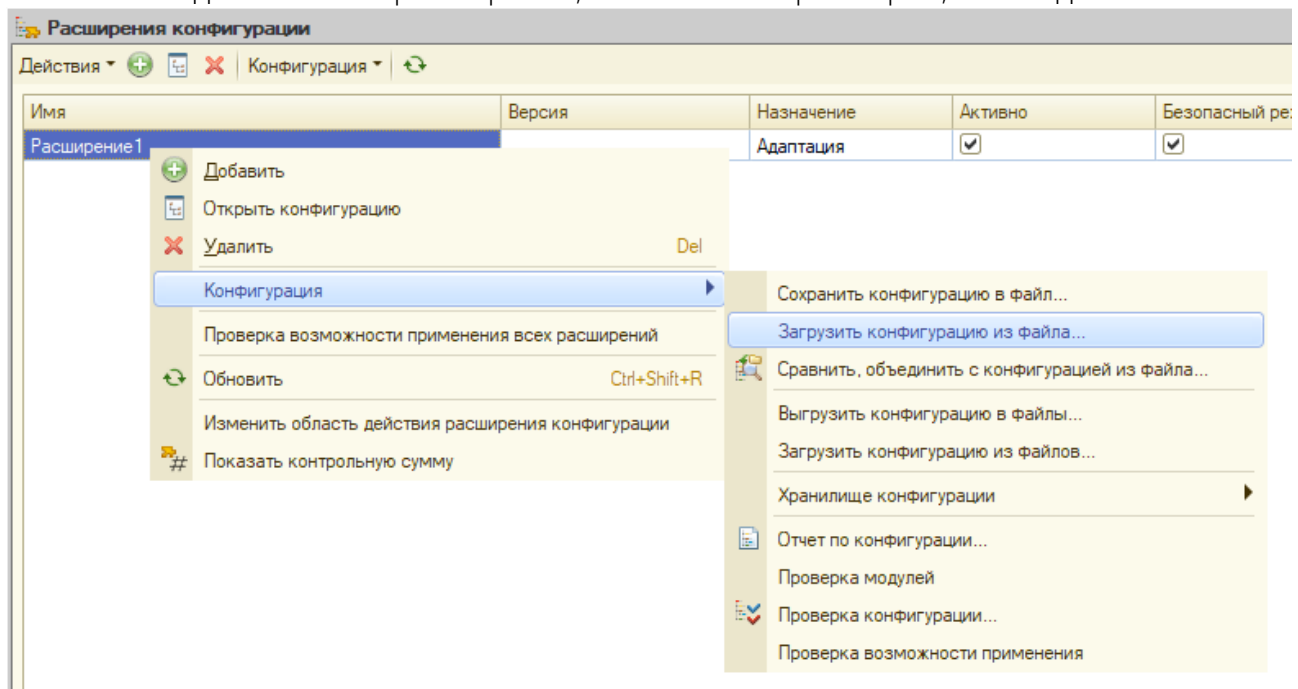 Расширения конфигурации
Действия Конфигурация
Имя Версия Назначение Активно Безопасный ре
Расширение1 Адаптация
Добавить
Открыть конфигурацию
Удалить Del
Конфигурация
Проверка возможности применения всех расширений
Обновить Ctrl+Shift+R
Изменить область действия расширения конфигурации
Показать контрольную сумму
Сохранить конфигурацию в файл...
Загрузить конфигурацию из файла...
Сравнить, объединить с конфигурацией из файла...
Выгрузить конфигурацию в файлы...
Загрузить конфигурацию из файлов...
Хранилище конфигурации
Отчет по конфигурации...
Проверка модулей
Проверка конфигурации...
Проверка возможности применения